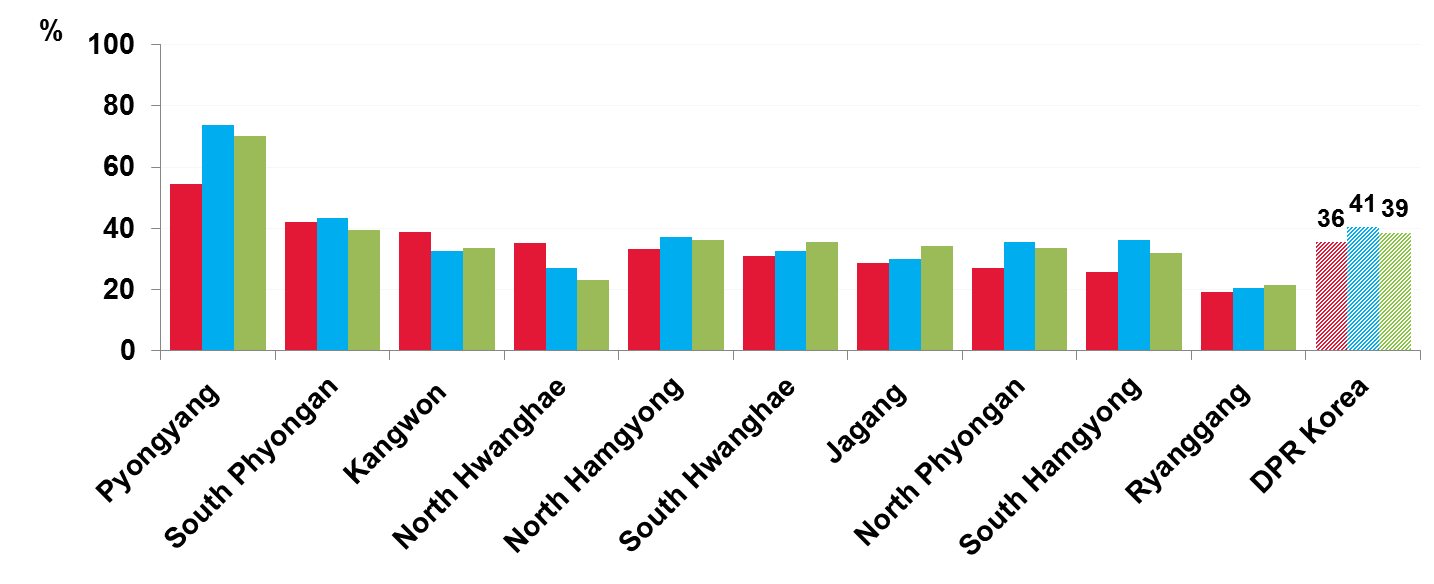 %
100
80
60
40
20
0
36
41
39
Pyongyang
South Phyongan
Kangwon
North Hwanghae
North Hamgyong
South Hwanghae
Jagang
North Phyongan
South Hamgyong
Ryanggang
DPR Korea